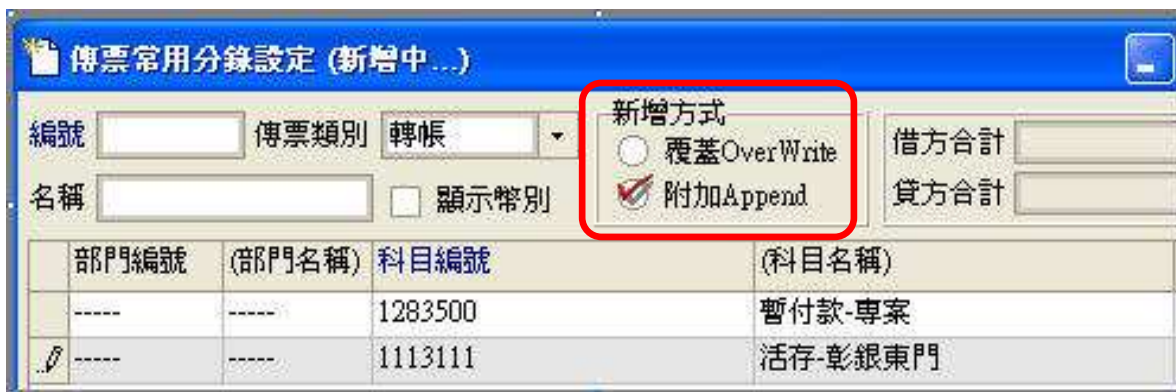 傳票常用分錄設定 (新增中...)
編號 傳票類別 轉帳
新增方式
覆蓋OverWrite
附加Append
借方合計
名稱 顯示幣別
貸方合計
部門編號 (部門名稱) 科目編號 (科目名稱)
----- ----- 1283500 暫付款-專案
----- ----- 1113111 活存-彰銀東門